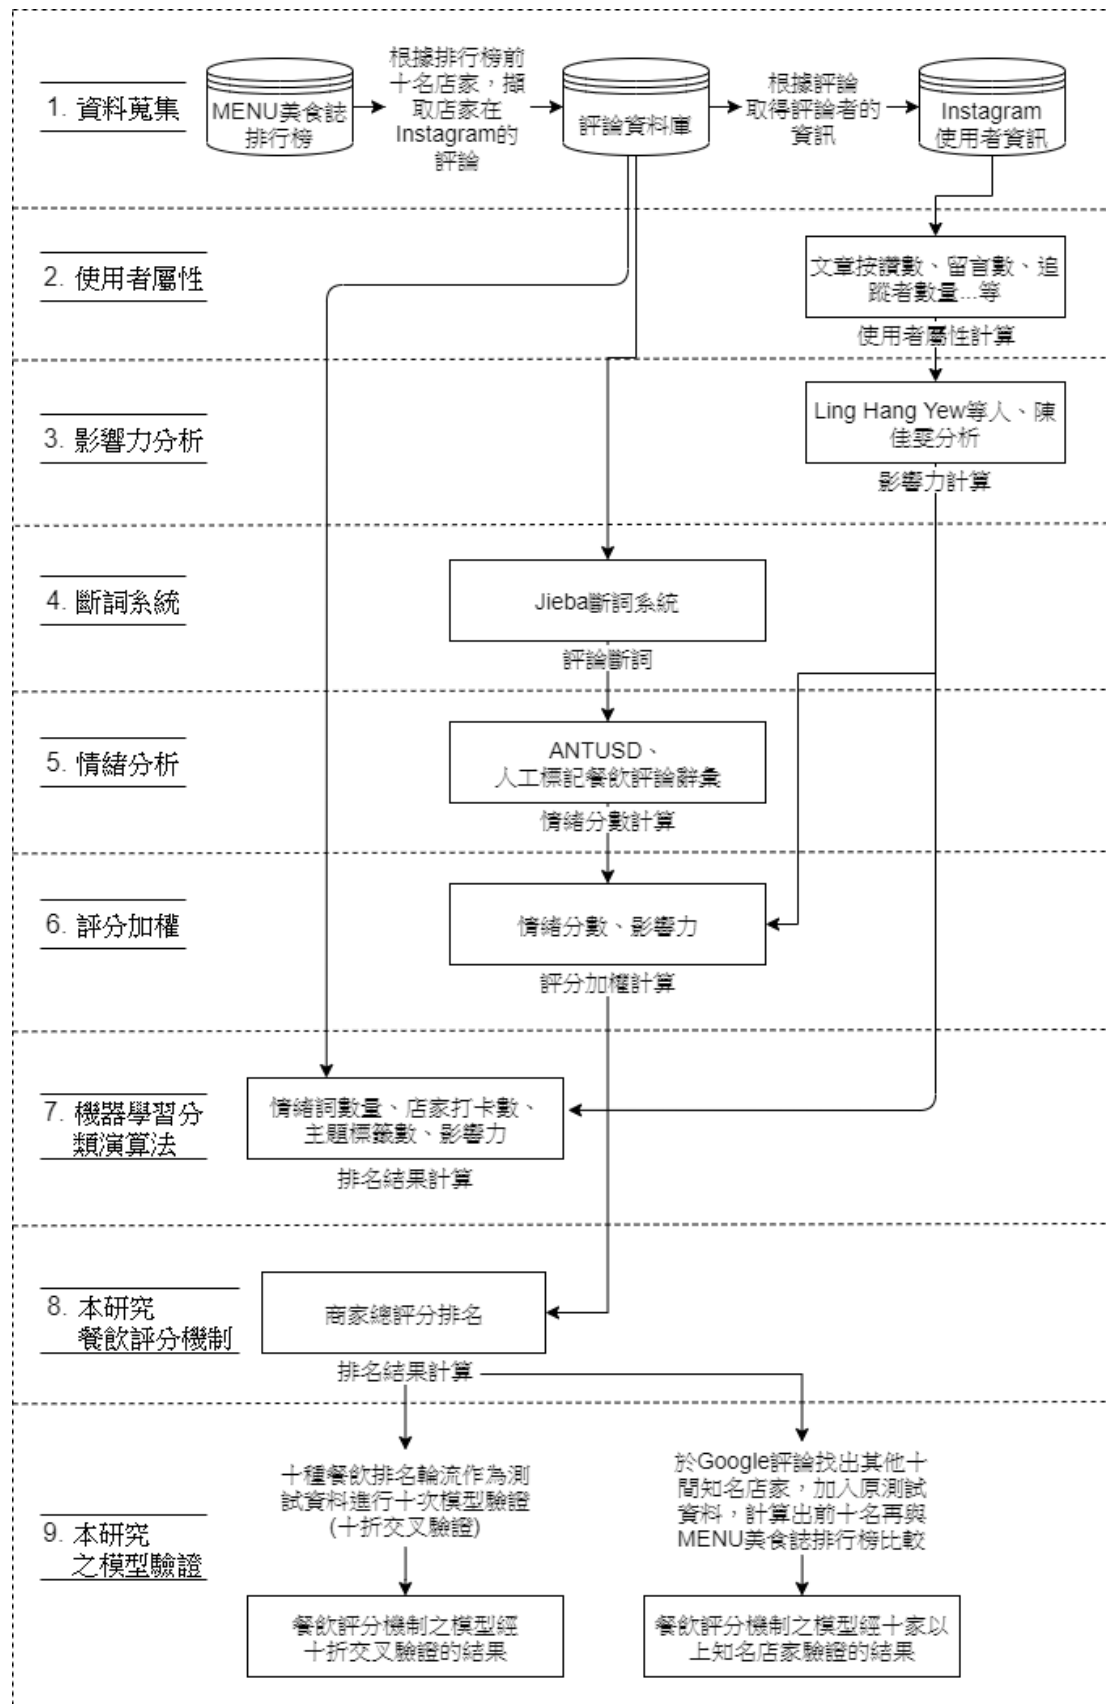 1. 資料蒐集
MENU美食誌
排行榜
根據排行榜前
十名店家，擷
取店家在
Instagram的
評論
評論資料庫
根據評論
取得評論者的
資訊
Instagram
使用者資訊
2. 使用者屬性
文章按讚數、留言數、追
蹤者數量...等
使用者屬性計算
3. 影響力分析
Ling Hang Yew等人、陳
佳雯分析
影響力計算
4. 斷詞系統
Jieba斷詞系統
評論斷詞
5. 情緒分析
ANTUSD、
人工標記餐飲評論辭彙
情緒分數計算
6. 評分加權
情緒分數、影響力
評分加權計算
7. 機器學習分
類演算法
情緒詞數量、店家打卡數、
主題標籤數、影響力
排名結果計算
8. 本研究
餐飲評分機制
商家總評分排名
排名結果計算
9. 本研究
之模型驗證
十種餐飲排名輪流作為測
試資料進行十次模型驗證
(十折交叉驗證)
於Google評論找出其他十
間知名店家，加入原測試
資料，計算出前十名再與
MENU美食誌排行榜比較
餐飲評分機制之模型經
十折交叉驗證的結果
餐飲評分機制之模型經十家以
上知名店家驗證的結果